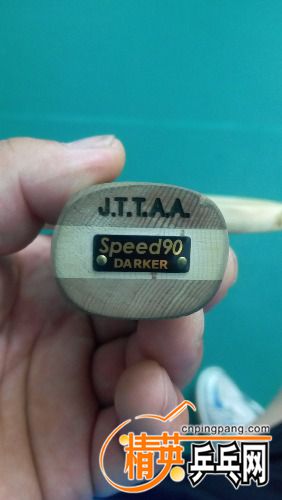 J.T.T.A.A.
Speed90
DARKER
cnpingpang.com
精英乒乓网